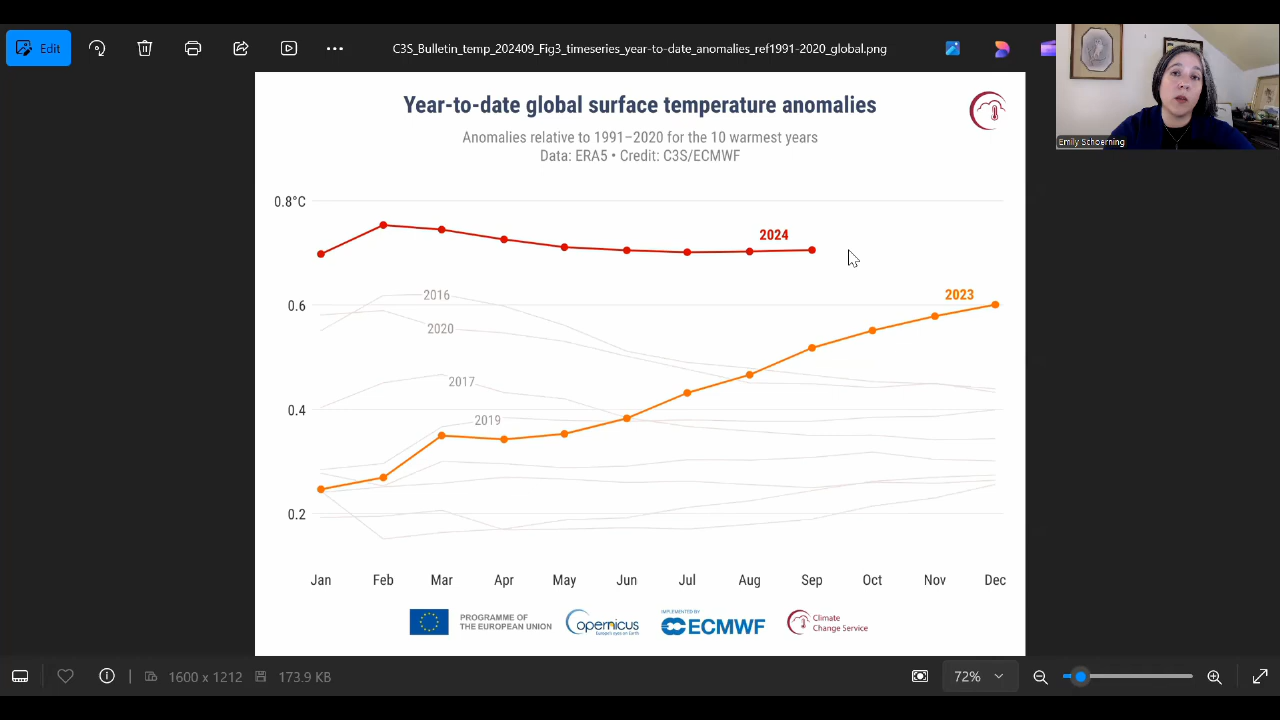 Edit
C3S_Bulletin_temp_202409_Fig3_timeseries_year-to-date_anomalies_ref1991-2020_global.png
Emily Schoerning
Year-to-date global surface temperature anomalies
Anomalies relative to 1991–2020 for the 10 warmest years
Data: ERA5 • Credit: C3S/ECMWF
0.8°C
2024
0.6
2016
2023
2020
2017
0.4
2019
0.2
Jan Feb Mar Apr May Jun Jul Aug Sep Oct Nov Dec
PROGRAMME OF
THE EUROPEAN UNION
opernicus
Europe's eyes on Earth
IMPLEMENTED BY
ECMWF
Climate
Change Service
1600 x 1212
173.9 KB
72%